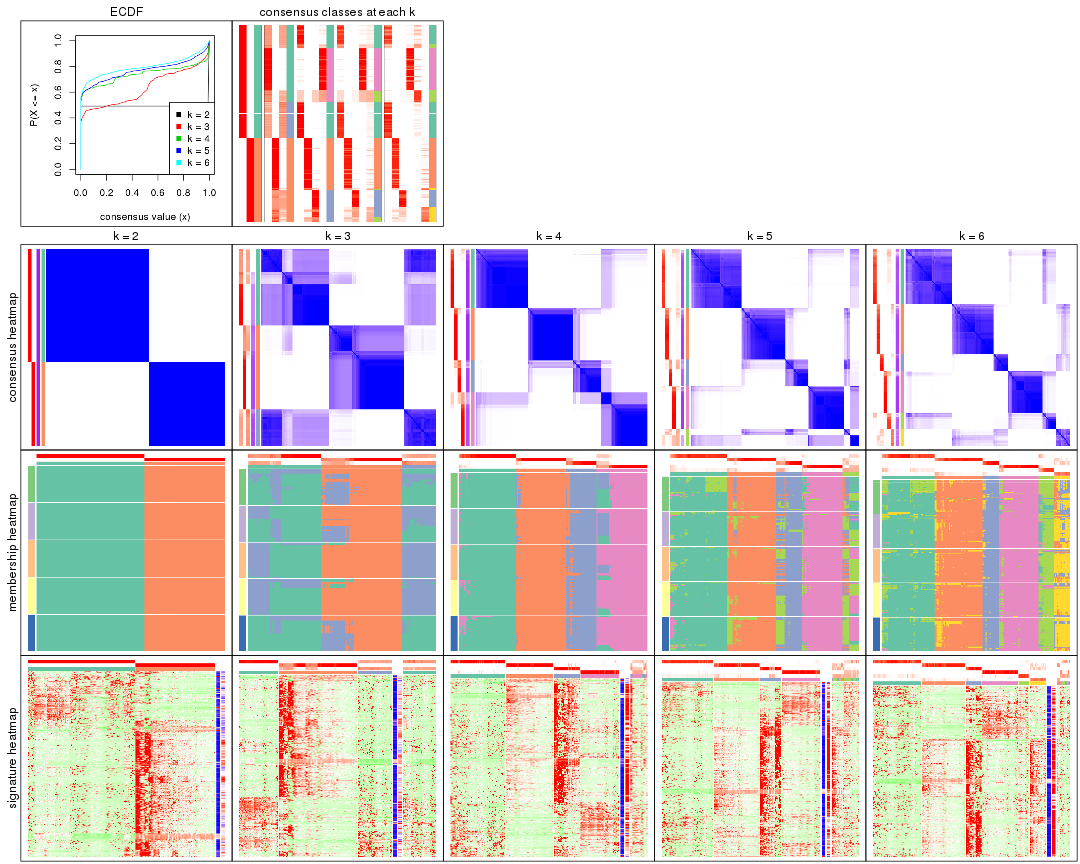 ECDF
consensus classes at each k
P(X <= x)
1.0
0.8
0.6
0.4
0.2
0.0
k = 2
k = 3
k = 4
k = 5
k = 6
0.0 0.2 0.4 0.6 0.8 1.0
consensus value (x)
k = 2
k = 3
k = 4
k = 5
k = 6
consensus heatmap
membership heatmap
signature heatmap